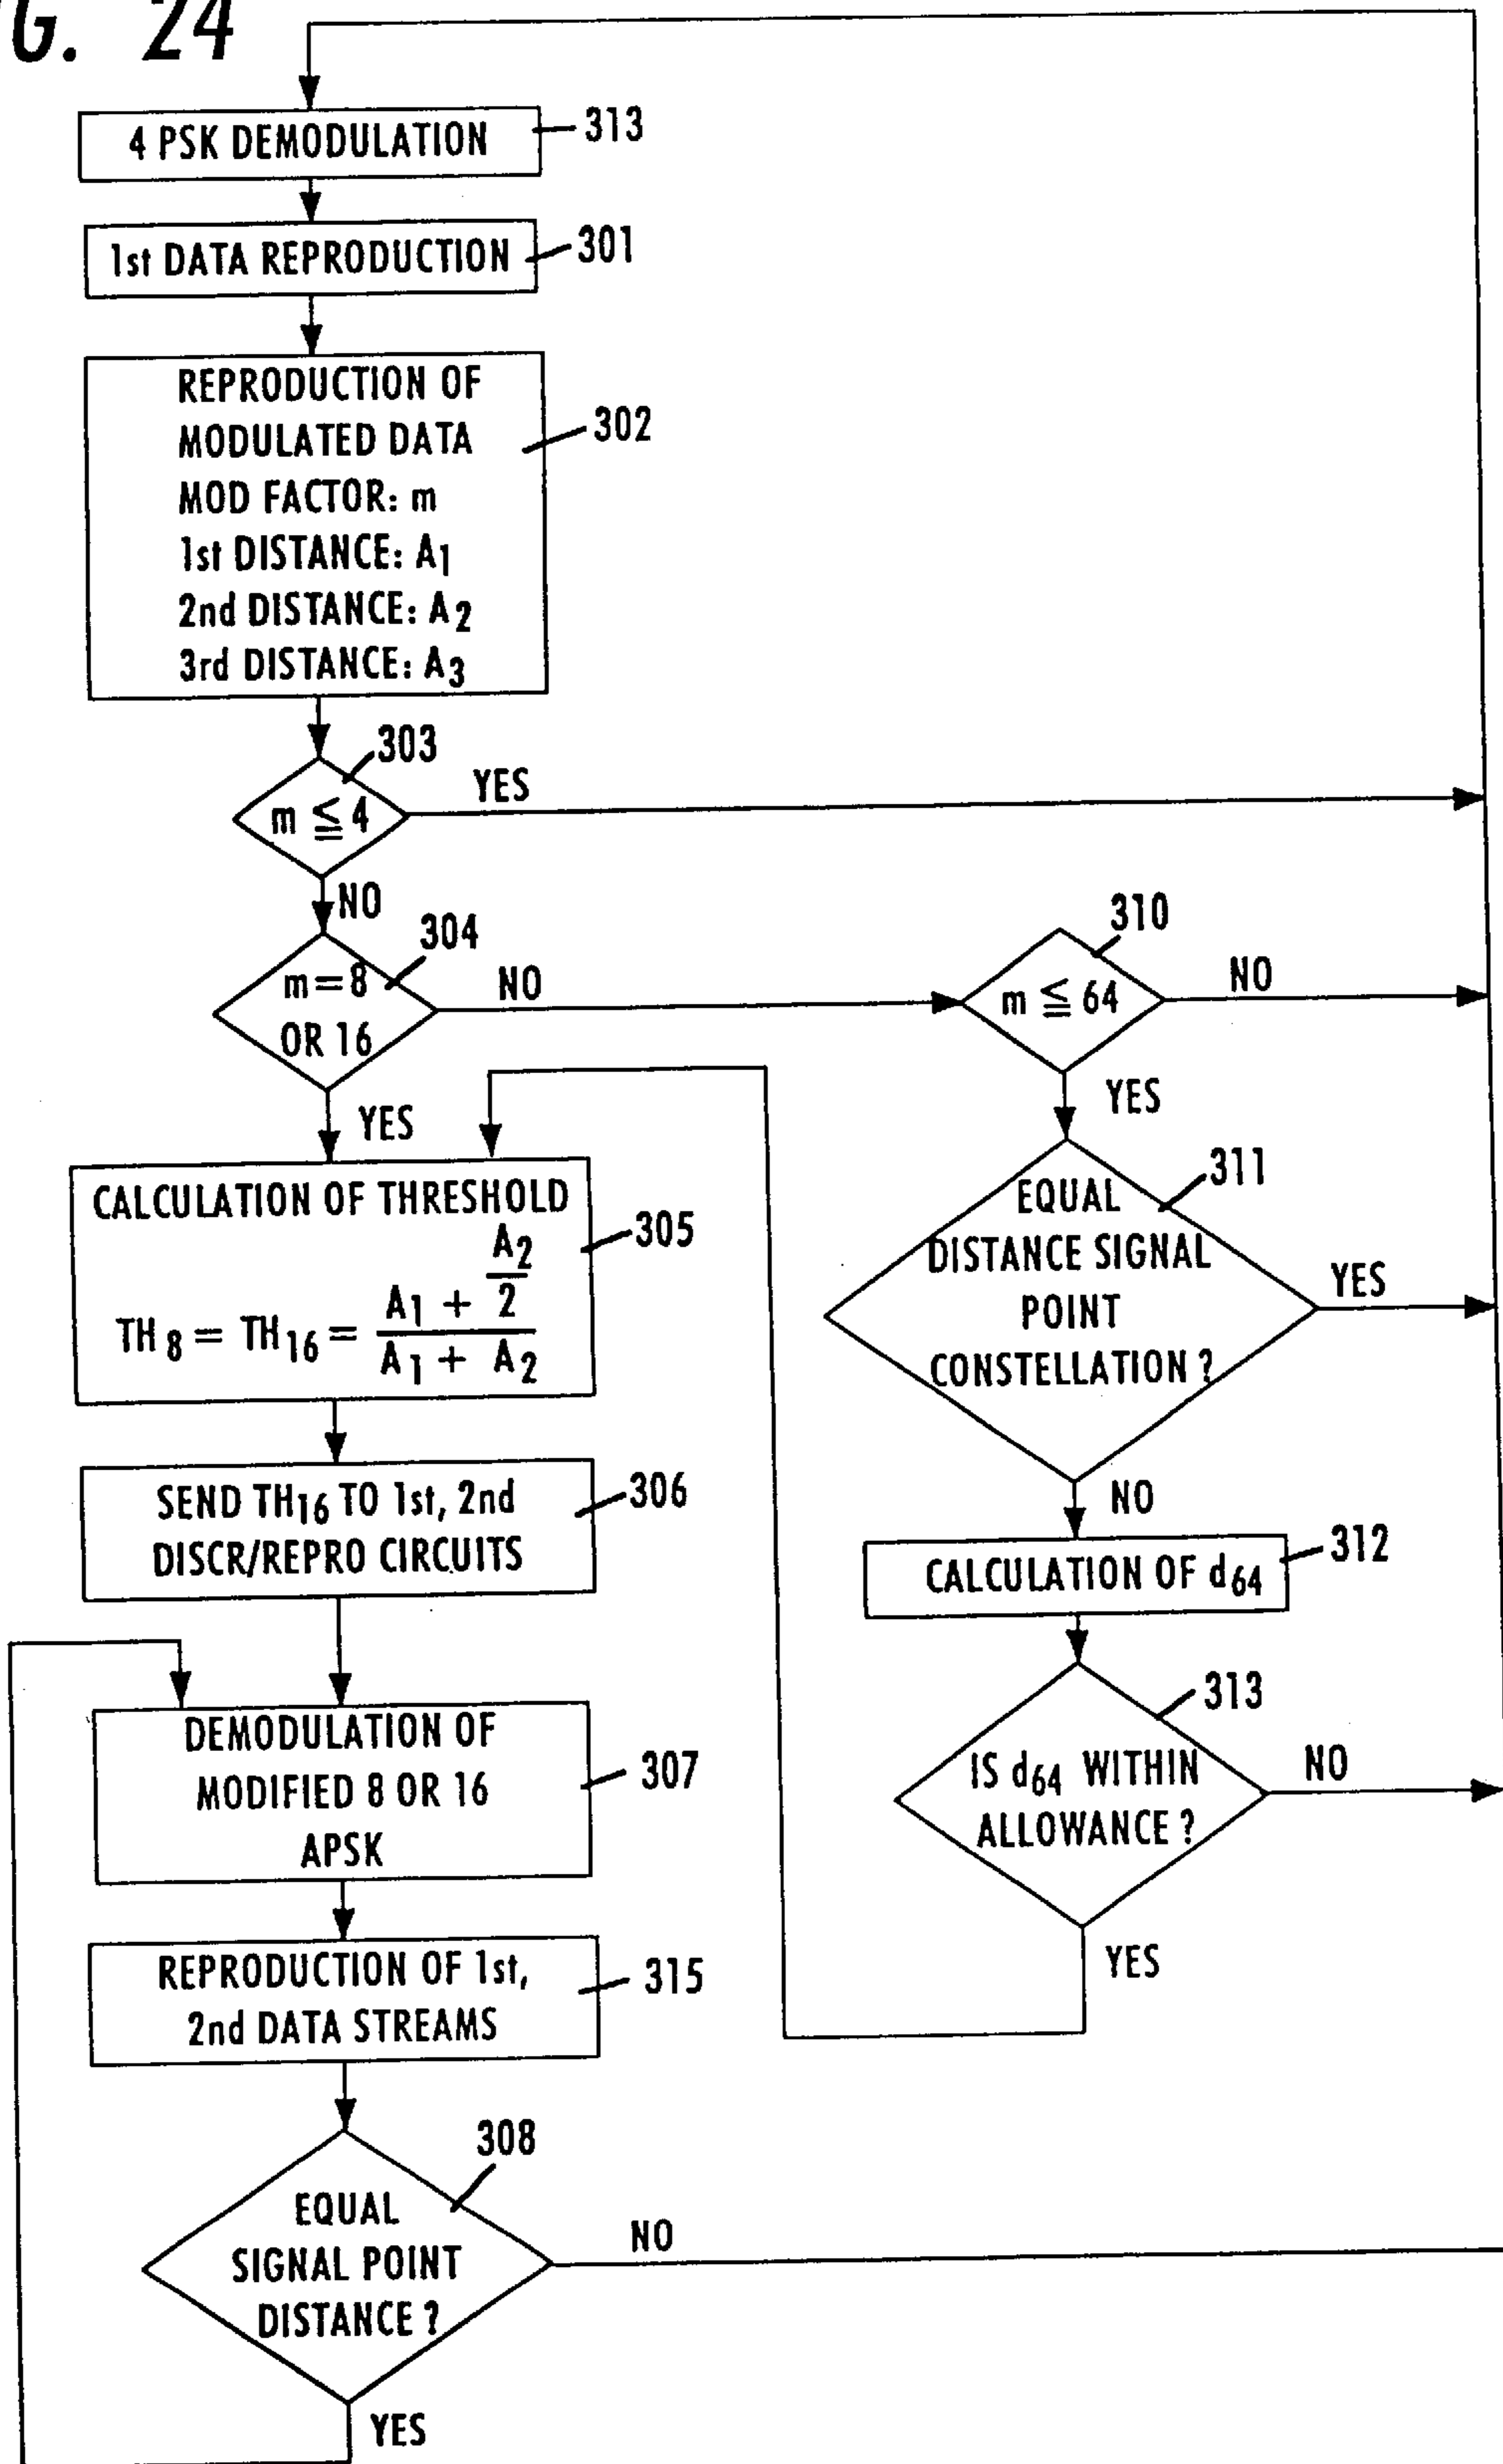 G. 24
4 PSK DEMODULATION
313
1st DATA REPRODUCTION
301
REPRODUCTION OF
MODULATED DATA
MOD FACTOR: m
1st DISTANCE: A1
2nd DISTANCE: A2
3rd DISTANCE: A3
302
303
m ≦ 4
YES
NO
304
m = 8
OR 16
NO
YES
310
m ≦ 64
NO
YES
CALCULATION OF THRESHOLD
TH8 = TH16 = (A1 + A2/2) / (A1 + A2)
305
311
EQUAL
DISTANCE SIGNAL
POINT
CONSTELLATION ?
YES
NO
SEND TH16 TO 1st, 2nd
DISCR/REPRO CIRCUITS
306
CALCULATION OF d64
312
DEMODULATION OF
MODIFIED 8 OR 16
APSK
307
313
IS d64 WITHIN
ALLOWANCE ?
NO
YES
REPRODUCTION OF 1st,
2nd DATA STREAMS
315
308
EQUAL
SIGNAL POINT
DISTANCE ?
NO
YES